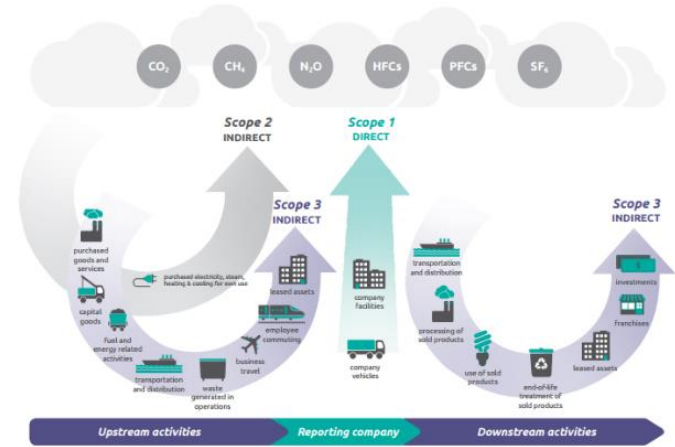 CO₂
CH₄
N₂O
HFCs
PFCs
SF₆
Scope 2
INDIRECT
Scope 1
DIRECT
Scope 3
INDIRECT
Scope 3
INDIRECT
purchased
goods and
services
capital
goods
fuel and
energy related
activities
transportation
and distribution
waste
generated in
operations
business
travel
employee
commuting
leased assets
purchased electricity, steam,
heating & cooling for own use
company
facilities
company
vehicles
transportation
and distribution
processing of
sold products
use of sold
products
end-of-life
treatment of
sold products
leased assets
franchises
investments
Upstream activities
Reporting company
Downstream activities